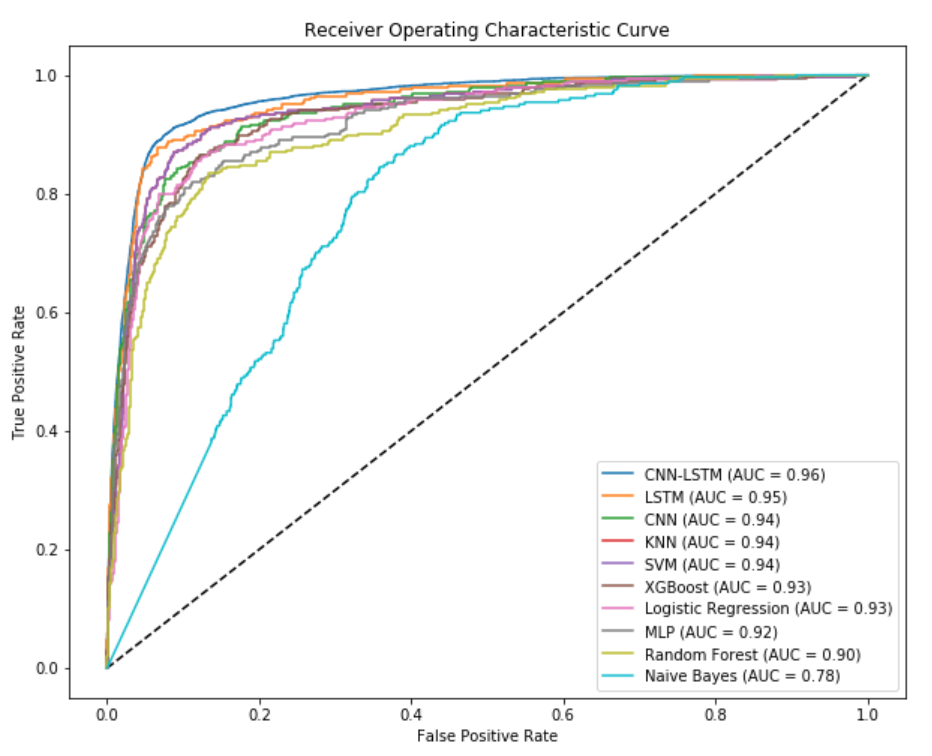 Receiver Operating Characteristic Curve
1.0
0.8
0.6
0.4
0.2
0.0
True Positive Rate
CNN-LSTM (AUC = 0.96)
LSTM (AUC = 0.95)
CNN (AUC = 0.94)
KNN (AUC = 0.94)
SVM (AUC = 0.94)
XGBoost (AUC = 0.93)
Logistic Regression (AUC = 0.93)
MLP (AUC = 0.92)
Random Forest (AUC = 0.90)
Naive Bayes (AUC = 0.78)
0.0 0.2 0.4 0.6 0.8 1.0
False Positive Rate